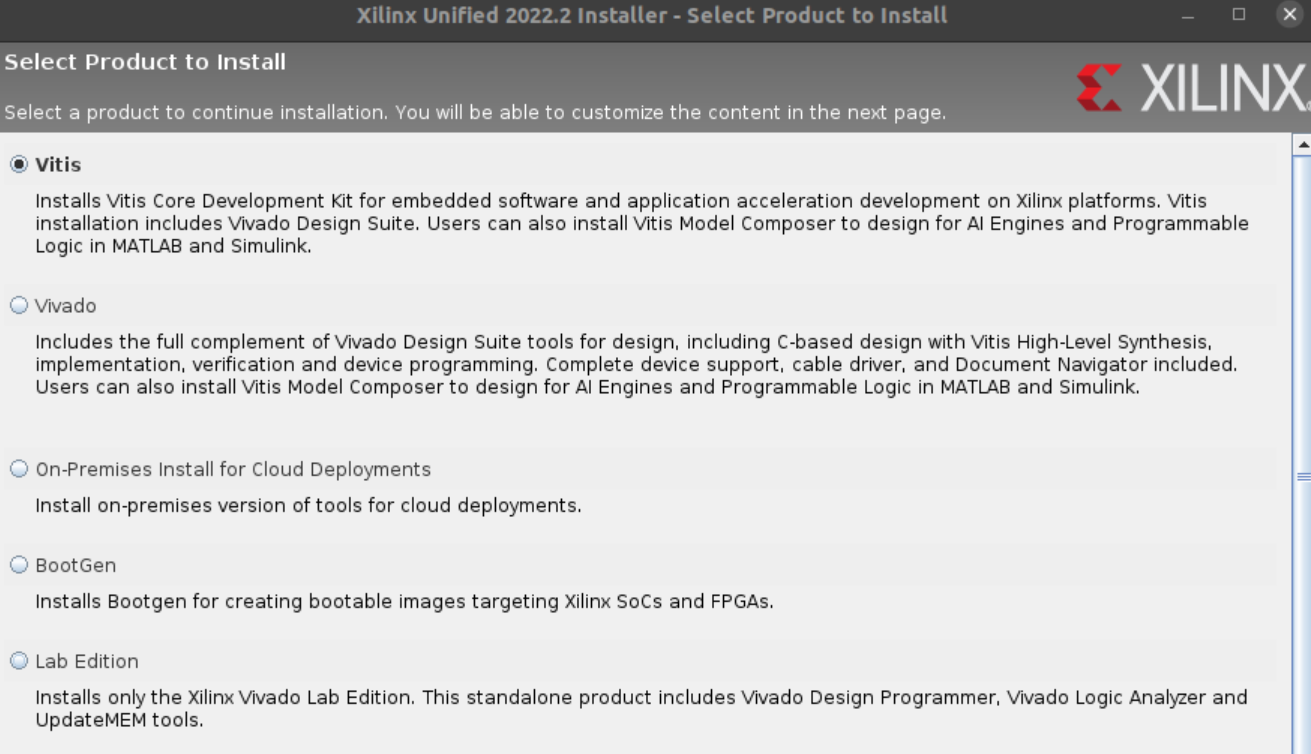 Xilinx Unified 2022.2 Installer - Select Product to Install
Select Product to Install
XILINX
Select a product to continue installation. You will be able to customize the content in the next page.
Vitis
Installs Vitis Core Development Kit for embedded software and application acceleration development on Xilinx platforms. Vitis
installation includes Vivado Design Suite. Users can also install Vitis Model Composer to design for AI Engines and Programmable
Logic in MATLAB and Simulink.
Vivado
Includes the full complement of Vivado Design Suite tools for design, including C-based design with Vitis High-Level Synthesis,
implementation, verification and device programming. Complete device support, cable driver, and Document Navigator included.
Users can also install Vitis Model Composer to design for AI Engines and Programmable Logic in MATLAB and Simulink.
On-Premises Install for Cloud Deployments
Install on-premises version of tools for cloud deployments.
BootGen
Installs Bootgen for creating bootable images targeting Xilinx SoCs and FPGAs.
Lab Edition
Installs only the Xilinx Vivado Lab Edition. This standalone product includes Vivado Design Programmer, Vivado Logic Analyzer and
UpdateMEM tools.